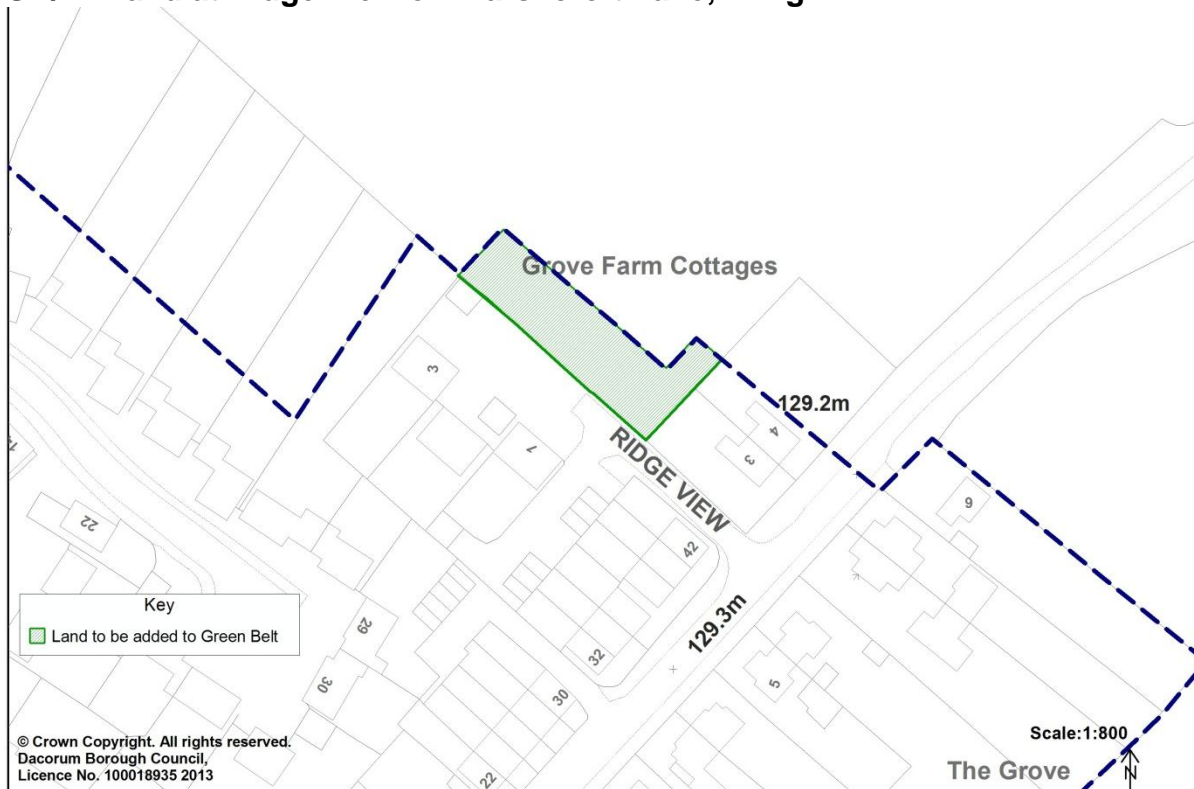 Grove Farm Cottages
129.2m
3
4
3
7
RIDGE VIEW
6
22
42
Key
Land to be added to Green Belt
29
129.3m
32
30
30
5
© Crown Copyright. All rights reserved.
Dacorum Borough Council,
Licence No. 100018935 2013
22
Scale:1:800
The Grove
N